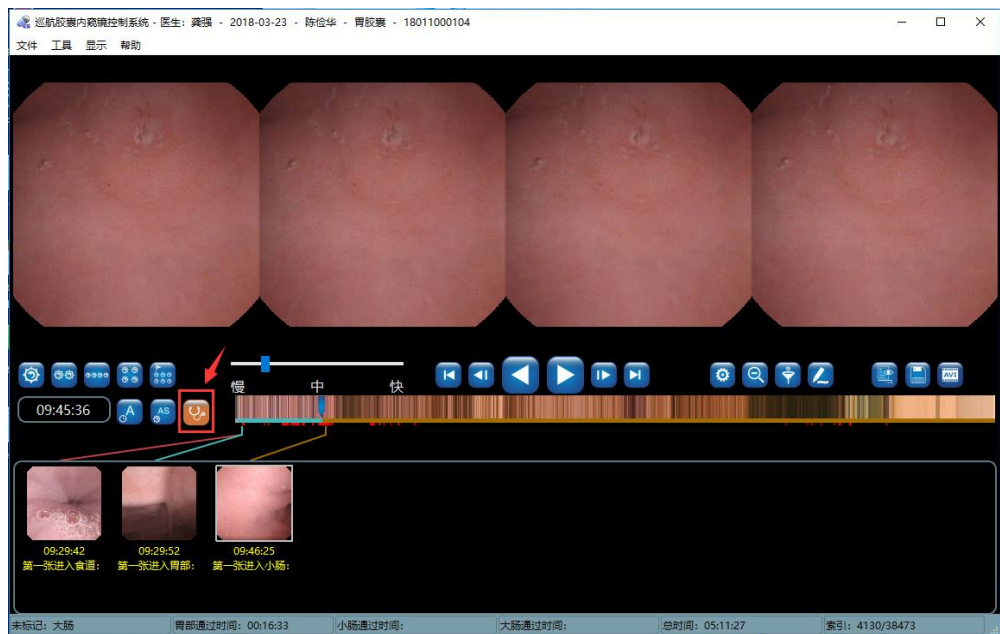 巡航胶囊内窥镜控制系统 - 医生: 龚强 - 2018-03-23 - 陈俭华 - 胃胶囊 - 18011000104
文件 工具 显示 帮助
慢 中 快
AVI
09:45:36 A AS
09:29:42 09:29:52 09:46:25
第一张进入食道: 第一张进入胃部: 第一张进入小肠:
未标记: 大肠 胃部通过时间: 00:16:33 小肠通过时间: 大肠通过时间: 总时间: 05:11:27 索引: 4130/38473